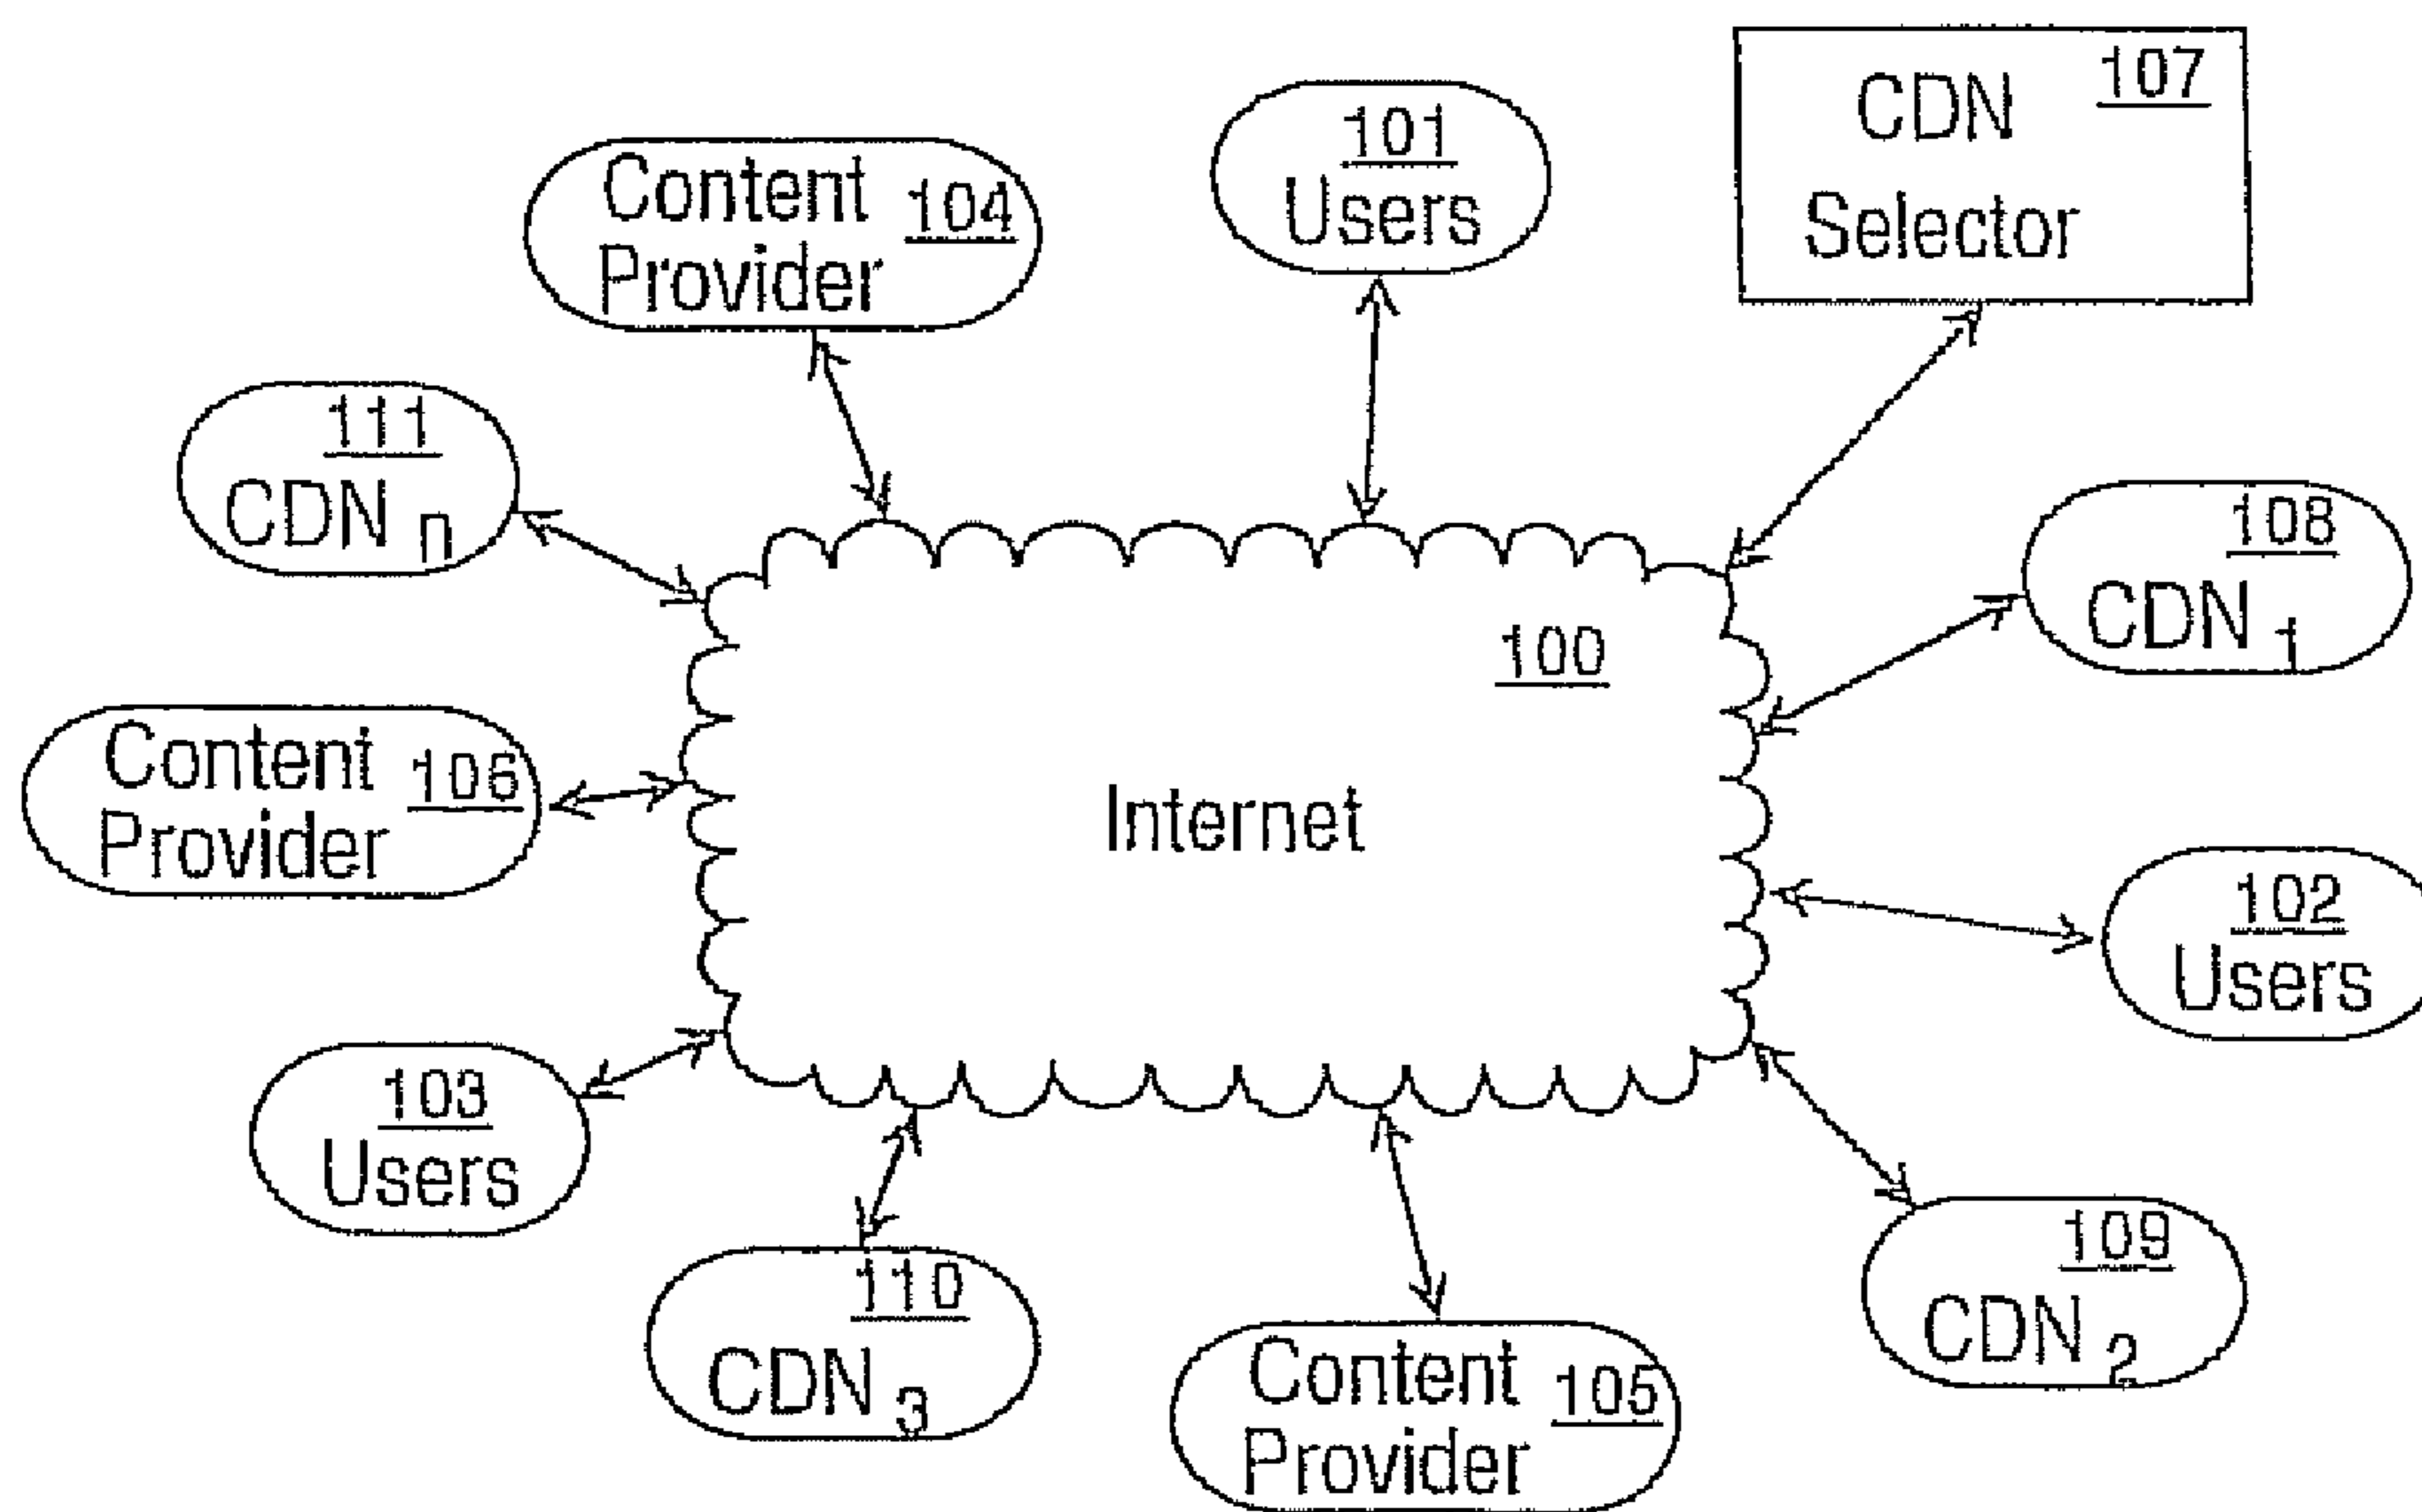 CDN 107
Selector
101
Users
Content 104
Provider
111
CDN n
108
CDN 1
100
Internet
Content 106
Provider
102
Users
103
Users
109
CDN 2
110
CDN 3
Content 105
Provider